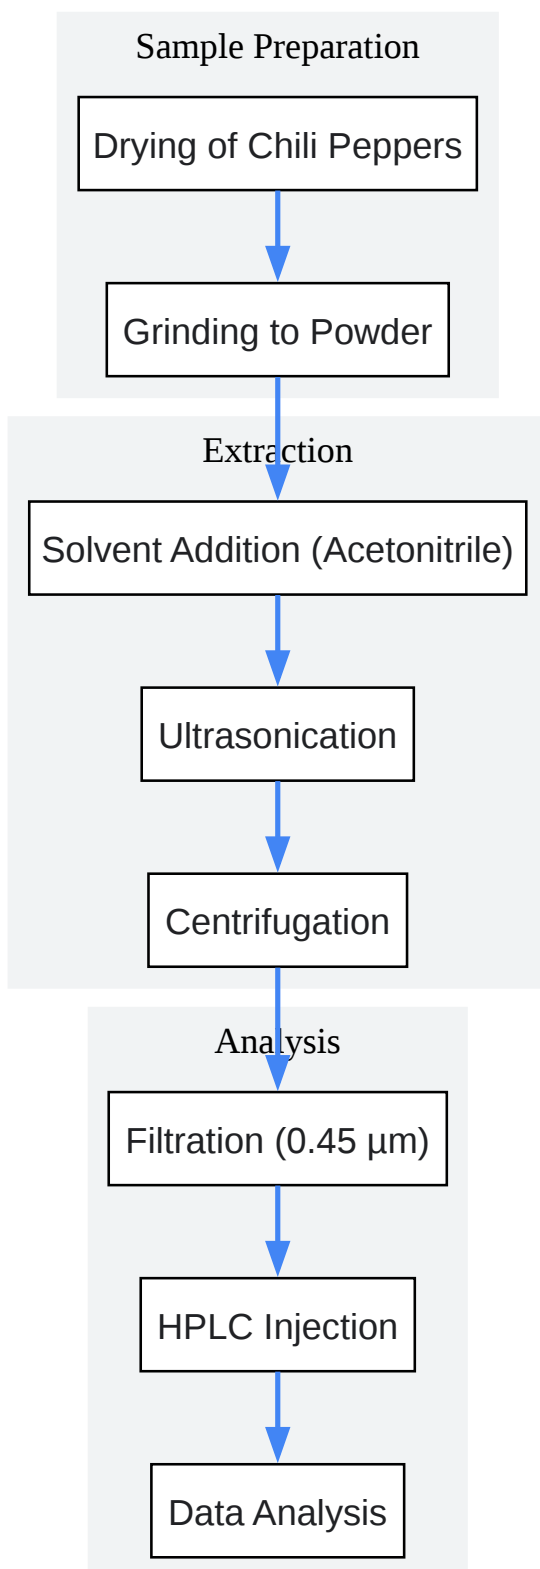 Sample Preparation
Drying of Chili Peppers
Grinding to Powder
Extraction
Solvent Addition (Acetonitrile)
Ultrasonication
Centrifugation
Analysis
Filtration (0.45 µm)
HPLC Injection
Data Analysis